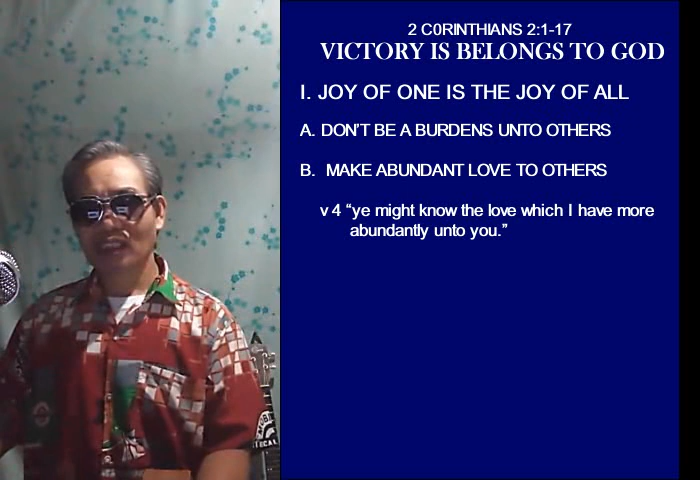 2 C0RINTHIANS 2:1-17
VICTORY IS BELONGS TO GOD
I. JOY OF ONE IS THE JOY OF ALL
A. DON'T BE A BURDENS UNTO OTHERS
B. MAKE ABUNDANT LOVE TO OTHERS
v 4 “ye might know the love which I have more
abundantly unto you.”